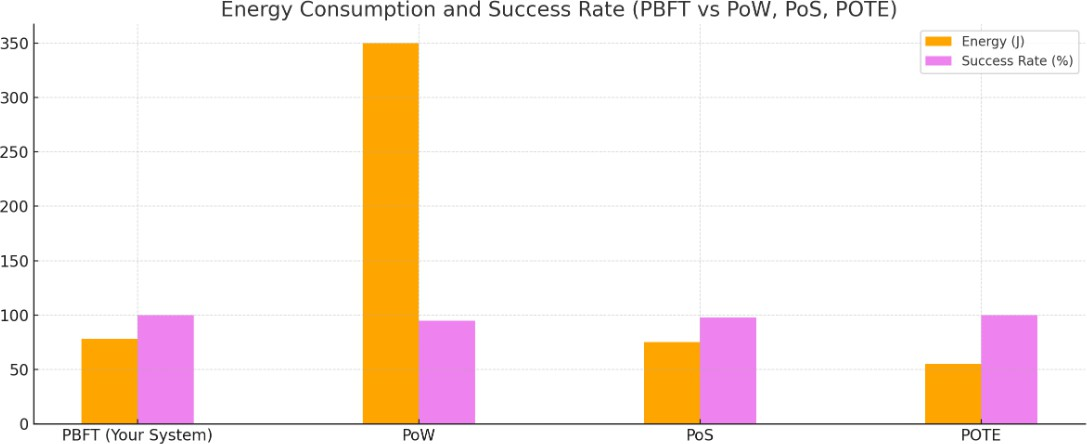 Energy Consumption and Success Rate (PBFT vs PoW, PoS, POTE)
Energy (J)
Success Rate (%)
350
300
250
200
150
100
50
0
PBFT (Your System)
PoW
PoS
POTE